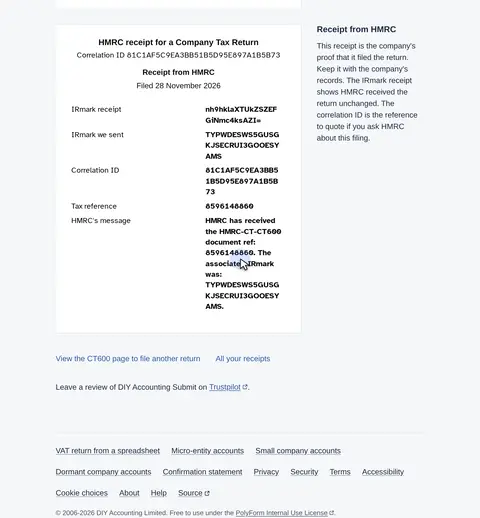 HMRC receipt for a Company Tax Return
Correlation ID 81C1AF5C9EA3BB51B5D95E897A1B5B73
Receipt from HMRC
Filed 28 November 2026
IRmark receipt
nh9hklaXTUkZSZEF
GiNmc4ksAZI=
IRmark we sent
TYPWDESWS5GUSG
KJSECRUI3GOOESY
AMS
Correlation ID
81C1AF5C9EA3BB5
1B5D95E897A1B5B
73
Tax reference
8596148860
HMRC's message
HMRC has received
the HMRC-CT-CT600
document ref:
8596148860. The
associated IRmark
was:
TYPWDESWS5GUSG
KJSECRUI3GOOESY
AMS.
Receipt from HMRC
This receipt is the company's
proof that it filed the return.
Keep it with the company's
records. The IRmark receipt
shows HMRC received the
return unchanged. The
correlation ID is the reference
to quote if you ask HMRC
about this filing.
View the CT600 page to file another return All your receipts
Leave a review of DIY Accounting Submit on Trustpilot.
VAT return from a spreadsheet Micro-entity accounts Small company accounts
Dormant company accounts Confirmation statement Privacy Security Terms Accessibility
Cookie choices About Help Source
© 2006-2026 DIY Accounting Limited. Free to use under the PolyForm Internal Use License.